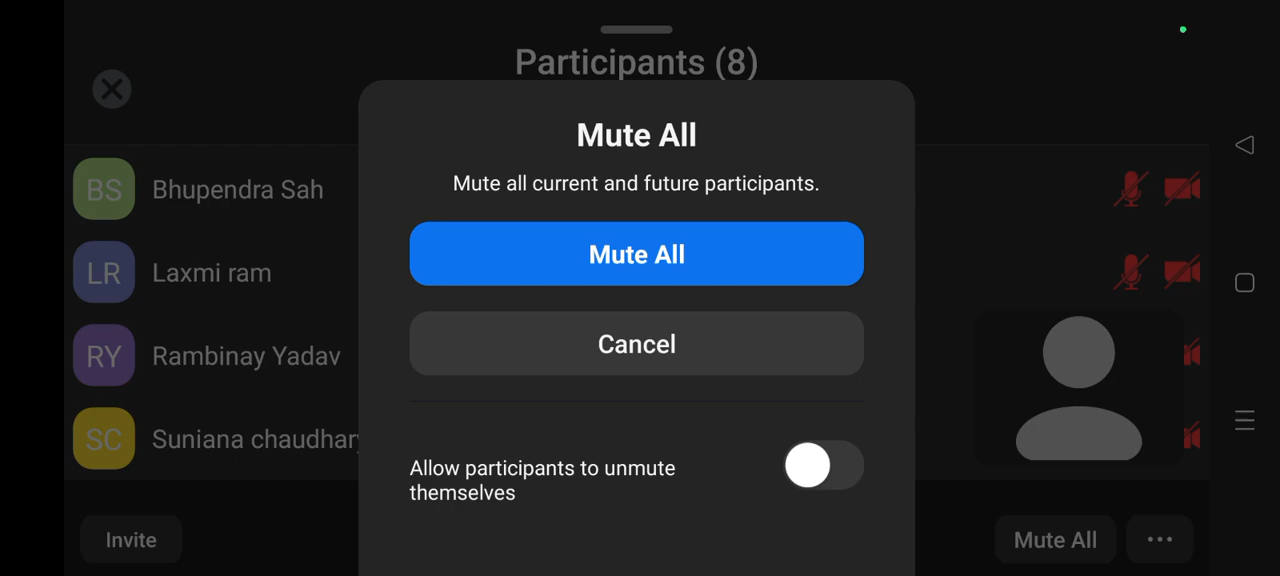 Participants (8)
Mute All
Mute all current and future participants.
Mute All
Cancel
Allow participants to unmute
themselves
BS Bhupendra Sah
LR Laxmi ram
RY Rambinay Yadav
SC Suniana chaudhar
Invite
Mute All